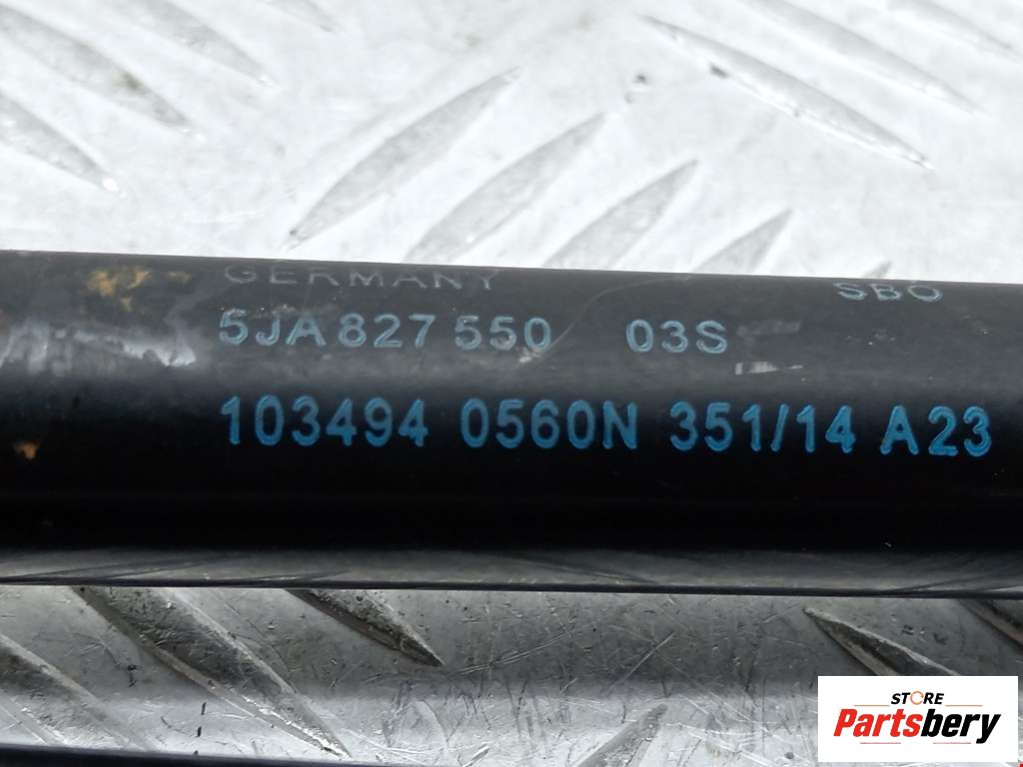 GERMANY SBO
5JA 827 550 03S
103494 0560N 351/14 A23
STORE
Partsbery